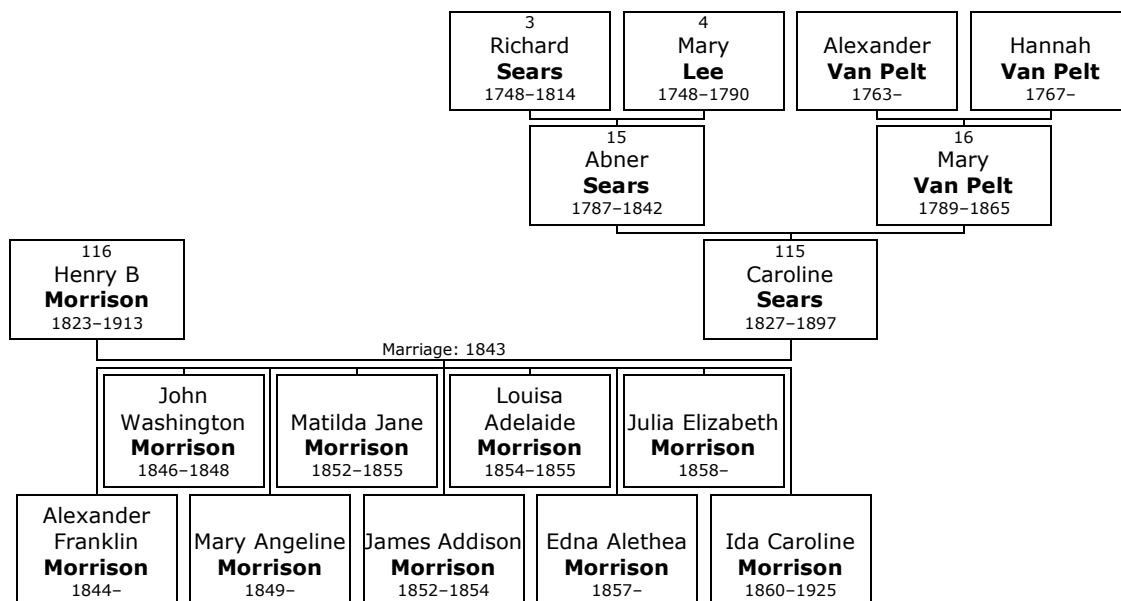 3
Richard
Sears
1748–1814
4
Mary
Lee
1748–1790
Alexander
Van Pelt
1763–
Hannah
Van Pelt
1767–
15
Abner
Sears
1787–1842
16
Mary
Van Pelt
1789–1865
116
Henry B
Morrison
1823–1913
115
Caroline
Sears
1827–1897
Marriage: 1843
John
Washington
Morrison
1846–1848
Matilda Jane
Morrison
1852–1855
Louisa
Adelaide
Morrison
1854–1855
Julia Elizabeth
Morrison
1858–
Alexander
Franklin
Morrison
1844–
Mary Angeline
Morrison
1849–
James Addison
Morrison
1852–1854
Edna Alethea
Morrison
1857–
Ida Caroline
Morrison
1860–1925